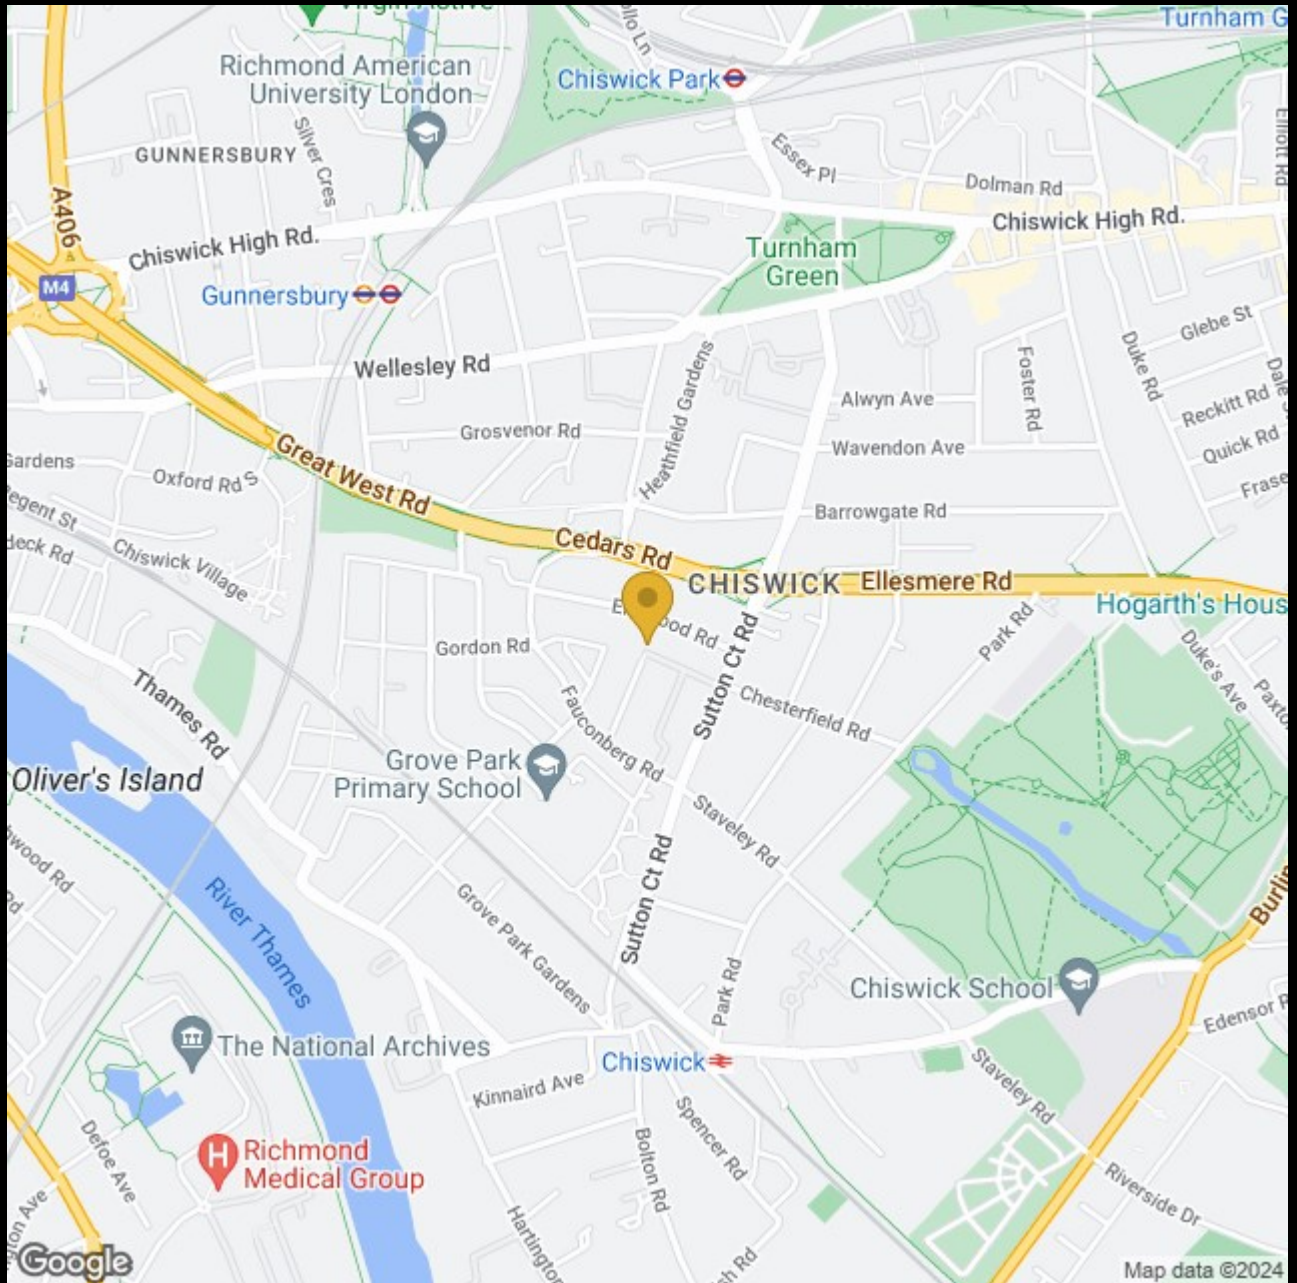 Virgin Active
Turnham G
Richmond American
University London
Chiswick Park
GUNNERSBURY
Silver Cres
Essex Pl
Dolman Rd
Elliott Rd
A406
Chiswick High Rd.
Chiswick High Rd.
Turnham
Green
M4
Gunnersbury
Glebe St
Wellesley Rd
Heathfield Gardens
Foster Rd
Duke Rd
Alwyn Ave
Reckitt Rd
Grosvenor Rd
Wavendon Ave
Quick Rd
Gardens
Oxford Rd S
Great West Rd
Barrowgate Rd
Regent St
Chiswick Village
Cedars Rd
CHISWICK
Ellesmere Rd
Hogarth's Hous
Gordon Rd
Park Rd
Duke's Ave
Thames Rd
Fauconberg Rd
Sutton Ct Rd
Chesterfield Rd
Oliver's Island
Grove Park
Primary School
Staveley Rd
River Thames
Grove Park Gardens
Sutton Ct Rd
Park Rd
Chiswick School
The National Archives
Chiswick
Kinnaird Ave
Staveley Rd
Defoe Ave
Richmond
Medical Group
Bolton Rd
Spencer Rd
Riverside Dr
Google
Map data ©2024